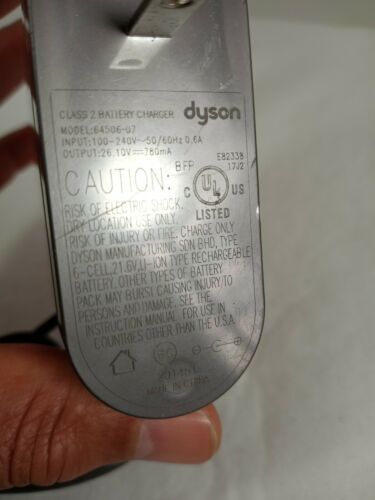 CLASS 2 BATTERY CHARGER dyson
MODEL:64506-07
INPUT:100-240V~50/60Hz 0.6A
OUTPUT:26.10V⎓780mA
BFP E82338
17J2
CAUTION: C UL US
LISTED
RISK OF ELECTRIC SHOCK.
DRY LOCATION USE ONLY.
RISK OF INJURY OR FIRE. CHARGE ONLY
DYSON MANUFACTURING SDN BHD, TYPE
6-CELL,21.6V,LI-ION TYPE RECHARGEABLE
BATTERY. OTHER TYPES OF BATTERY
PACK MAY BURST CAUSING INJURY TO
PERSONS AND DAMAGE. SEE THE
INSTRUCTION MANUAL. FOR USE IN
COUNTRIES OTHER THAN THE U.S.A.
MADE IN CHINA